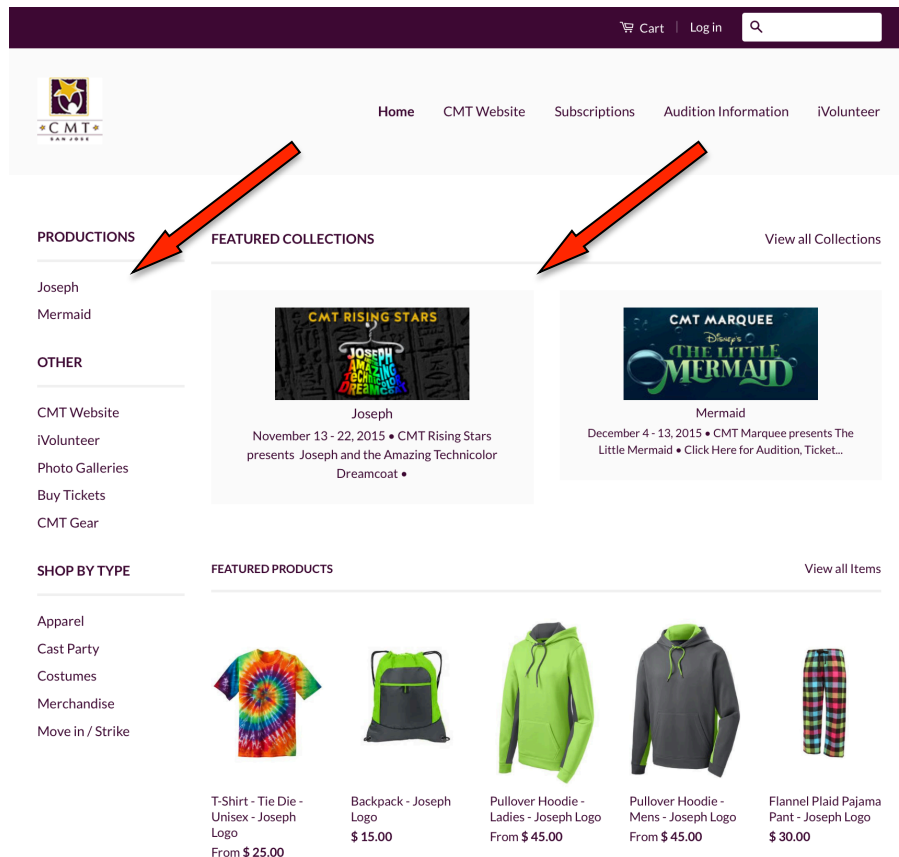 Cart | Log in
CMT
SAN JOSE
Home CMT Website Subscriptions Audition Information iVolunteer
PRODUCTIONS
Joseph
Mermaid
OTHER
CMT Website
iVolunteer
Photo Galleries
Buy Tickets
CMT Gear
SHOP BY TYPE
Apparel
Cast Party
Costumes
Merchandise
Move in / Strike
FEATURED COLLECTIONS View all Collections
CMT RISING STARS
JOSEPH
AMAZING
TECHNICOLOR
DREAMCOAT
Joseph
November 13 - 22, 2015 • CMT Rising Stars
presents Joseph and the Amazing Technicolor
Dreamcoat •
CMT MARQUEE
Disney's
THE LITTLE
MERMAID
Mermaid
December 4 - 13, 2015 • CMT Marquee presents The
Little Mermaid • Click Here for Audition, Ticket...
FEATURED PRODUCTS View all Items
T-Shirt - Tie Die -
Unisex - Joseph
Logo
From $ 25.00
Backpack - Joseph
Logo
$ 15.00
Pullover Hoodie -
Ladies - Joseph Logo
From $ 45.00
Pullover Hoodie -
Mens - Joseph Logo
From $ 45.00
Flannel Plaid Pajama
Pant - Joseph Logo
$ 30.00